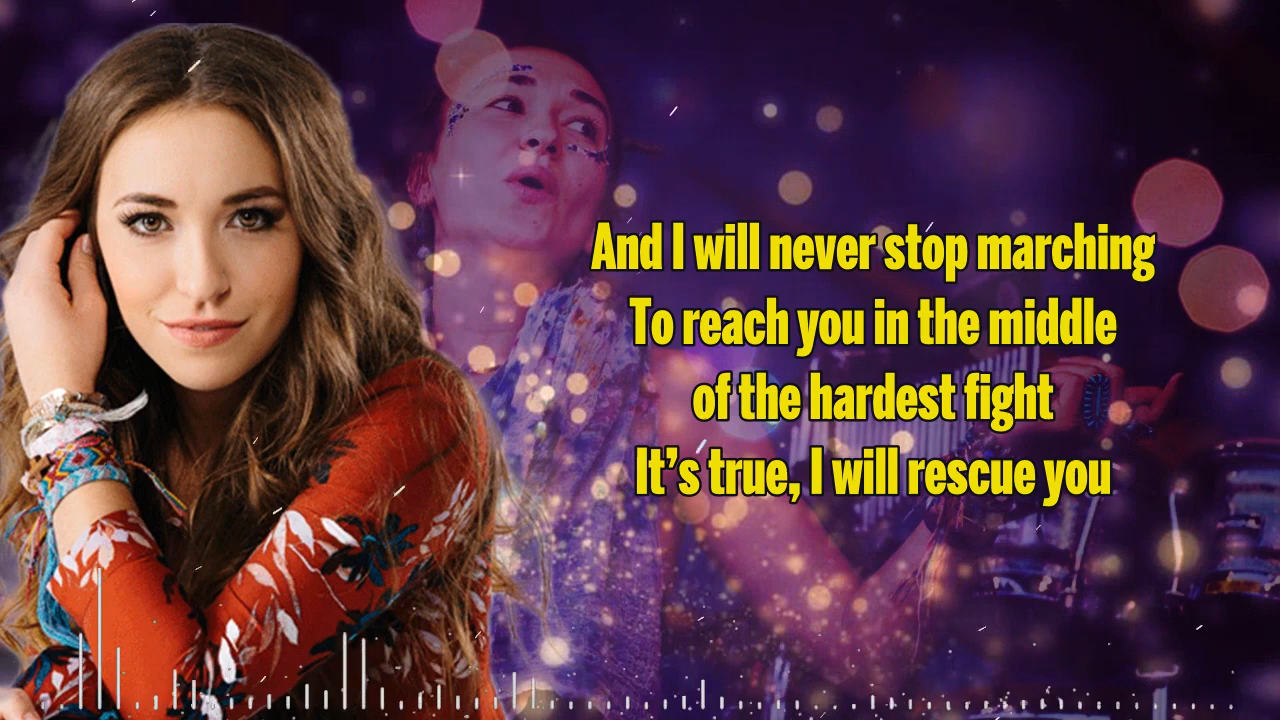 And I will never stop marching
To reach you in the middle
of the hardest fight
It’s true, I will rescue you